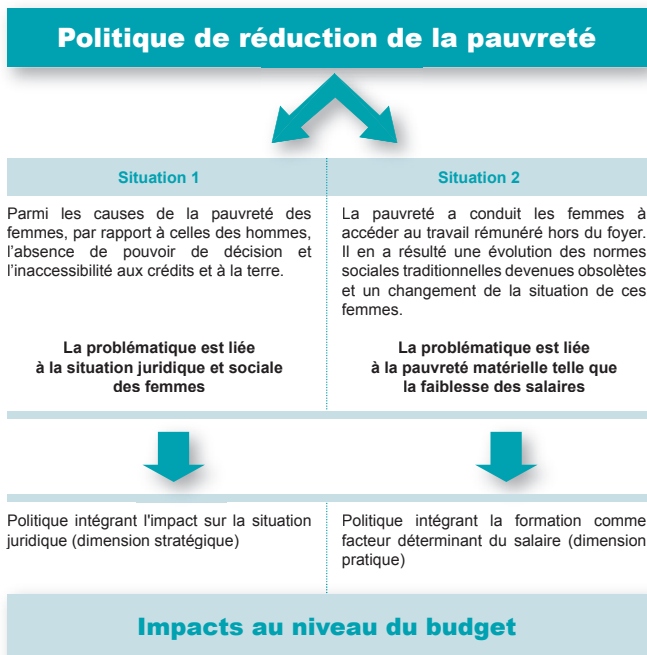 Politique de réduction de la pauvreté
Situation 1
Parmi les causes de la pauvreté des
femmes, par rapport à celles des hommes,
l'absence de pouvoir de décision et
l'inaccessibilité aux crédits et à la terre.
La problématique est liée
à la situation juridique et sociale
des femmes
Situation 2
La pauvreté a conduit les femmes à
accéder au travail rémunéré hors du foyer.
Il en a résulté une évolution des normes
sociales traditionnelles devenues obsolètes
et un changement de la situation de ces
femmes.
La problématique est liée
à la pauvreté matérielle telle que
la faiblesse des salaires
Politique intégrant l'impact sur la situation
juridique (dimension stratégique)
Politique intégrant la formation comme
facteur déterminant du salaire (dimension
pratique)
Impacts au niveau du budget